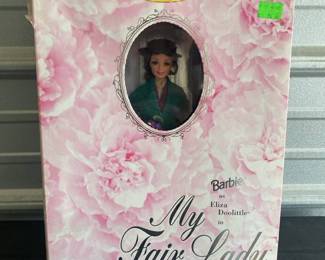 Barbie
as
Eliza
Doolittle
in
My
Fair Lady